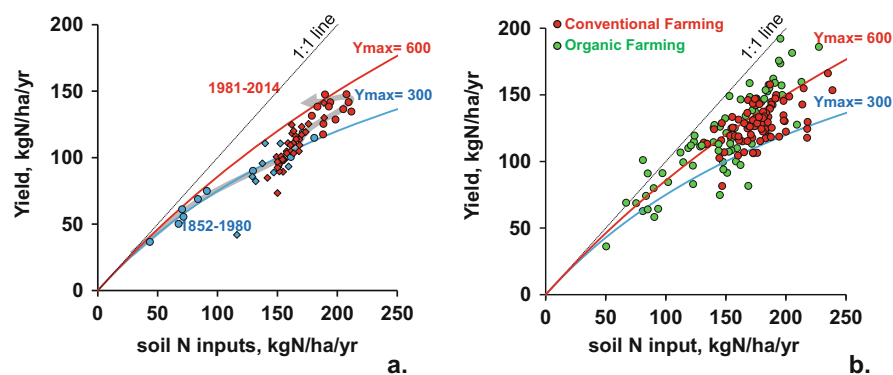 200
150
100
50
0
0 50 100 150 200 250
Yield, kgN/ha/yr
soil N inputs, kgN/ha/yr
1:1 line
Ymax= 600
1981-2014
Ymax= 300
1852-1980
a.
Conventional Farming
Organic Farming
200
150
100
50
0
0 50 100 150 200 250
Yield, kgN/ha/yr
soil N input, kgN/ha/yr
1:1 line
Ymax= 600
Ymax= 300
b.